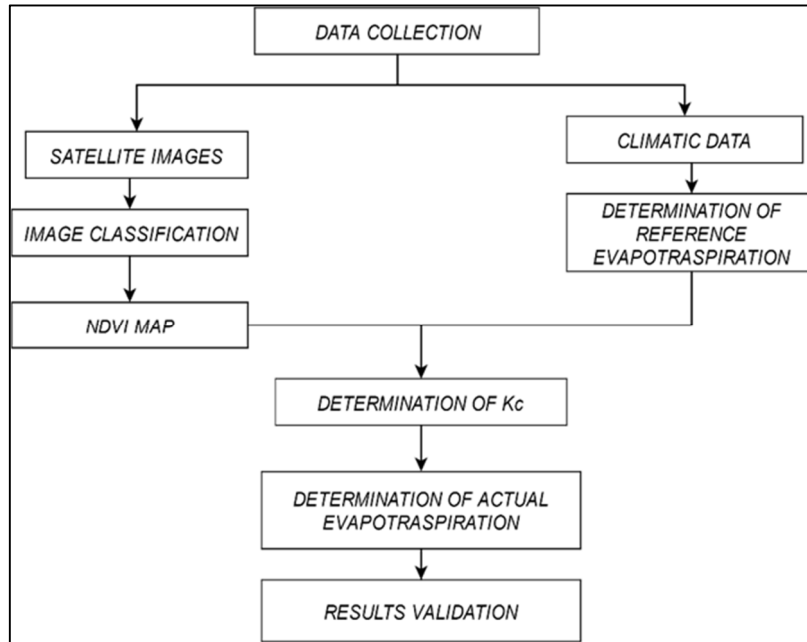 DATA COLLECTION
SATELLITE IMAGES
CLIMATIC DATA
IMAGE CLASSIFICATION
DETERMINATION OF
REFERENCE
EVAPOTRASPIRATION
NDVI MAP
DETERMINATION OF Kc
DETERMINATION OF ACTUAL
EVAPOTRASPIRATION
RESULTS VALIDATION